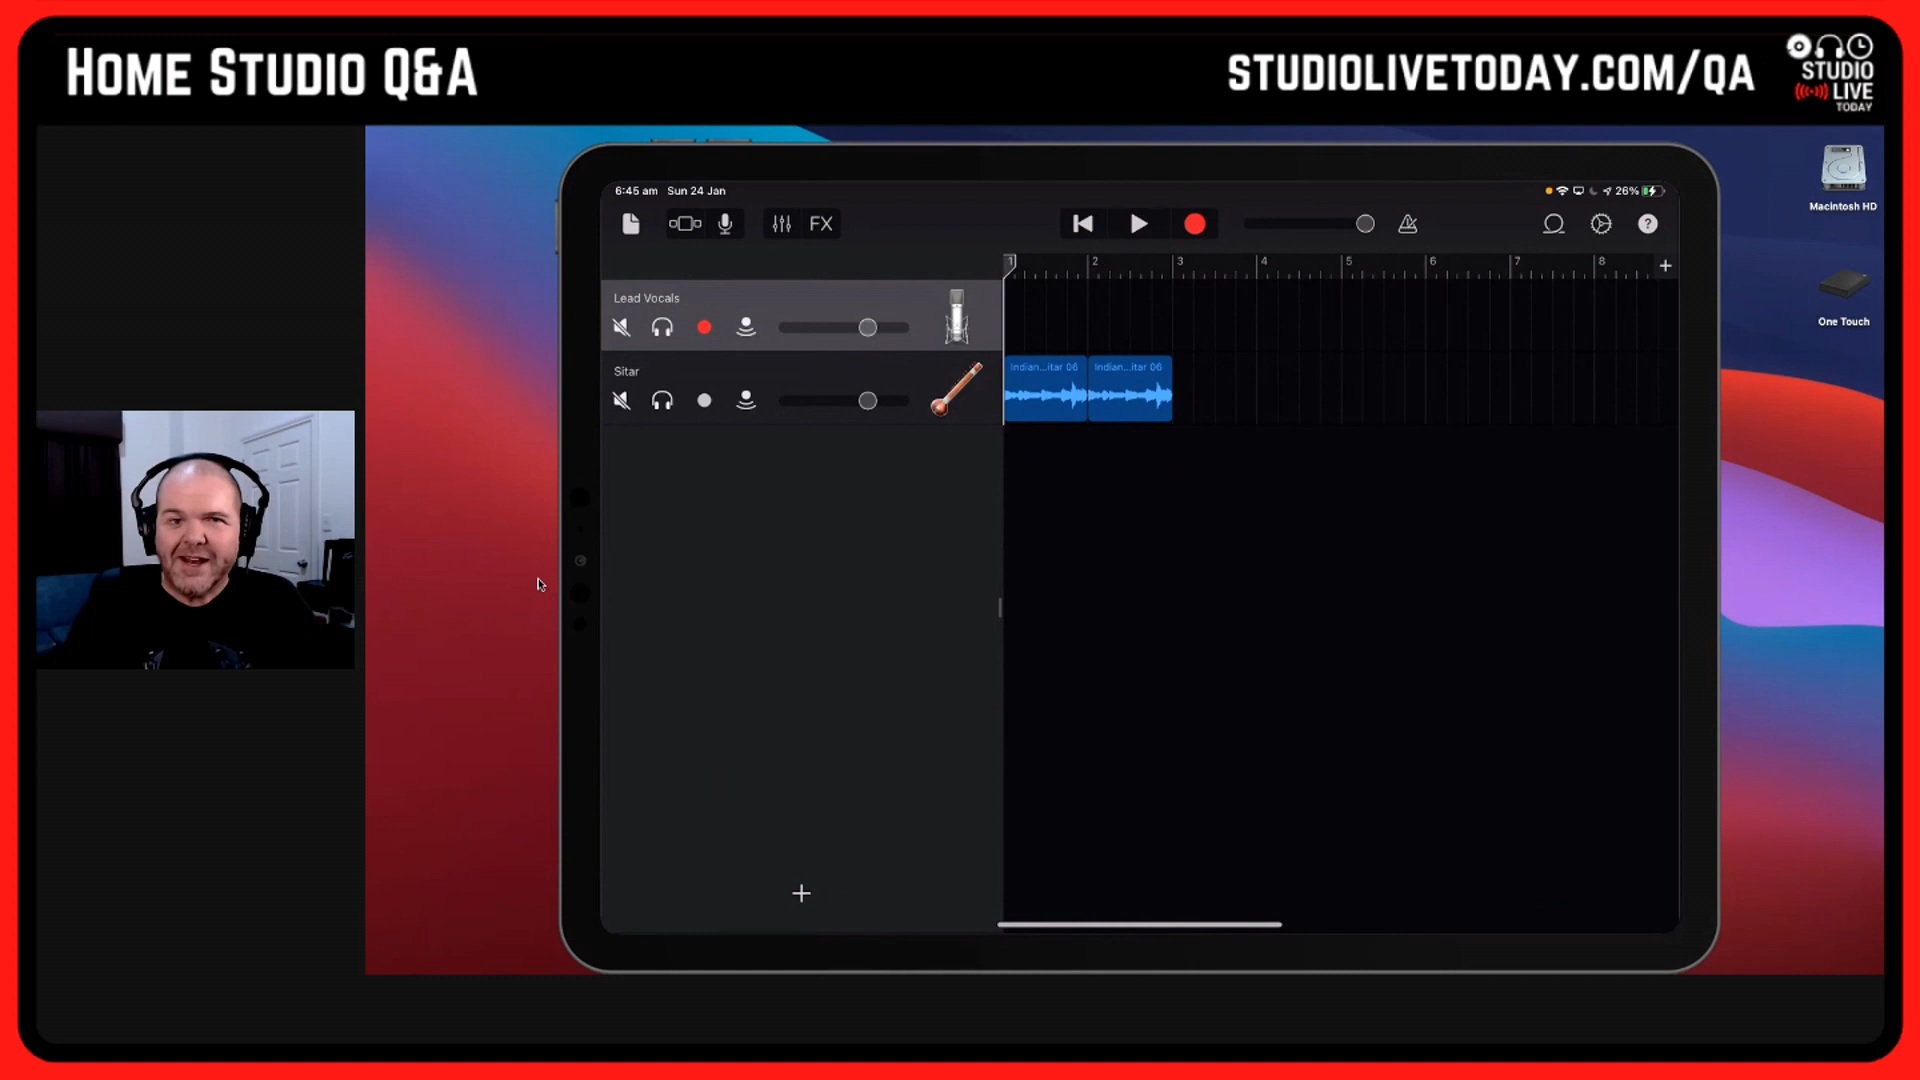 Home Studio Q&A
studiolivetoday.com/QA
STUDIO
LIVE
TODAY
Macintosh HD
One Touch
6:45 am Sun 24 Jan
26%
FX
?
1 2 3 4 5 6 7 8 +
Lead Vocals
Sitar
Indian...itar 06 Indian...itar 06
+